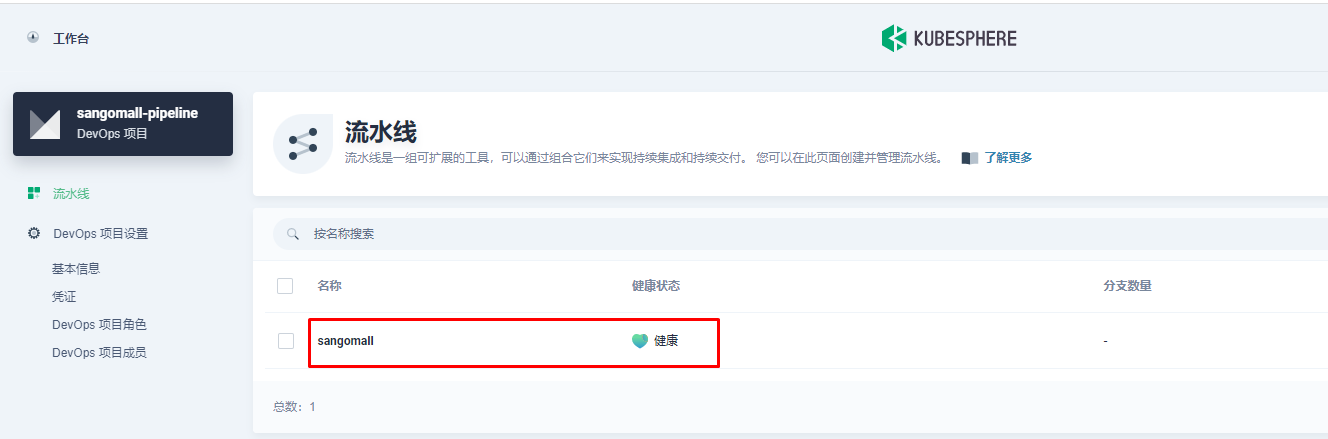 工作台
KUBESPHERE
sangomall-pipeline
DevOps 项目
流水线
DevOps 项目设置
基本信息
凭证
DevOps 项目角色
DevOps 项目成员
流水线
流水线是一组可扩展的工具，可以通过组合它们来实现持续集成和持续交付。 您可以在此页面创建并管理流水线。 了解更多
按名称搜索
名称 健康状态 分支数量
sangomall 健康 -
总数：1